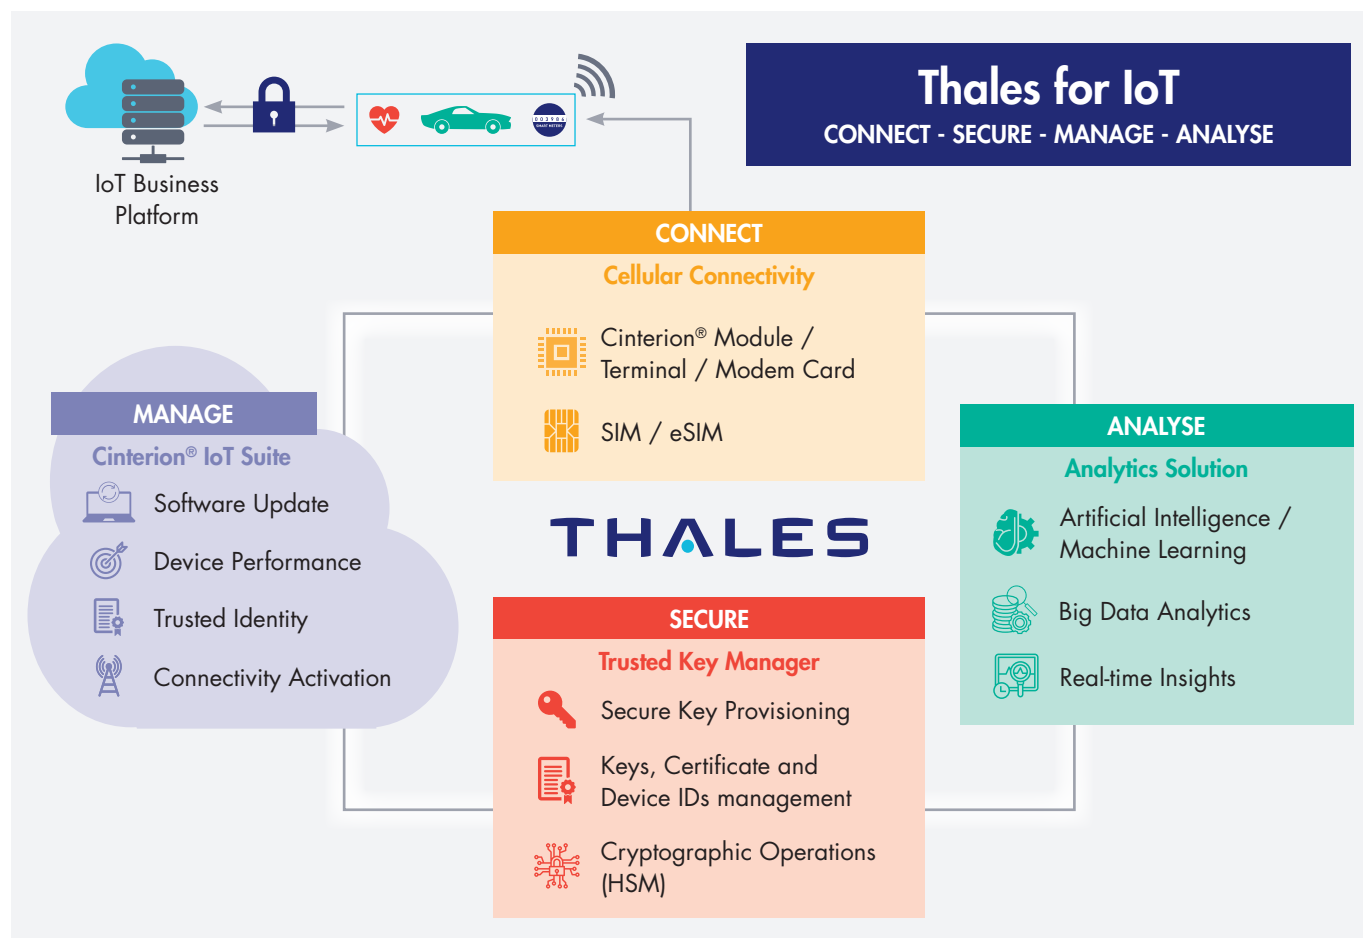 Thales for IoT
CONNECT - SECURE - MANAGE - ANALYSE
003986
SMART METERS
IoT Business
Platform
CONNECT
Cellular Connectivity
Cinterion® Module /
Terminal / Modem Card
SIM / eSIM
MANAGE
Cinterion® IoT Suite
Software Update
Device Performance
Trusted Identity
Connectivity Activation
THALES
ANALYSE
Analytics Solution
Artificial Intelligence /
Machine Learning
Big Data Analytics
Real-time Insights
SECURE
Trusted Key Manager
Secure Key Provisioning
Keys, Certificate and
Device IDs management
Cryptographic Operations
(HSM)